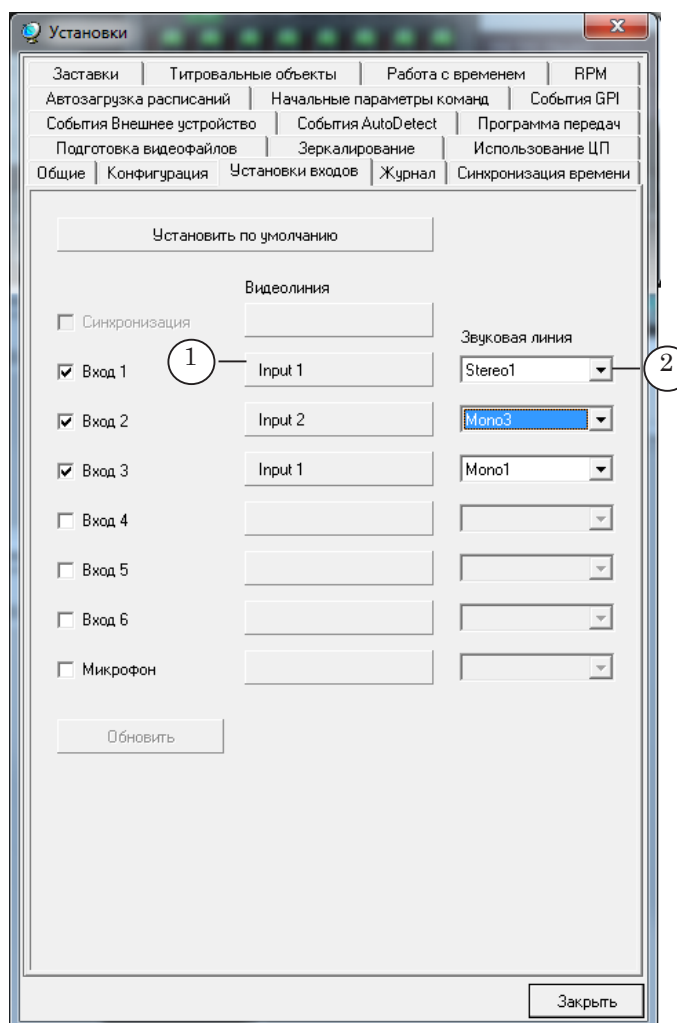 Установки
Заставки Титровальные объекты Работа с временем RPM
Автозагрузка расписаний Начальные параметры команд События GPI
События Внешнее устройство События AutoDetect Программа передач
Подготовка видеофайлов Зеркалирование Использование ЦП
Общие Конфигурация Установки входов Журнал Синхронизация времени
Установить по умолчанию
Видеолиния
Синхронизация
Звуковая линия
Вход 1 1 Input 1 Stereo1 2
Вход 2 Input 2 Mono3
Вход 3 Input 1 Mono1
Вход 4
Вход 5
Вход 6
Микрофон
Обновить
Закрыть